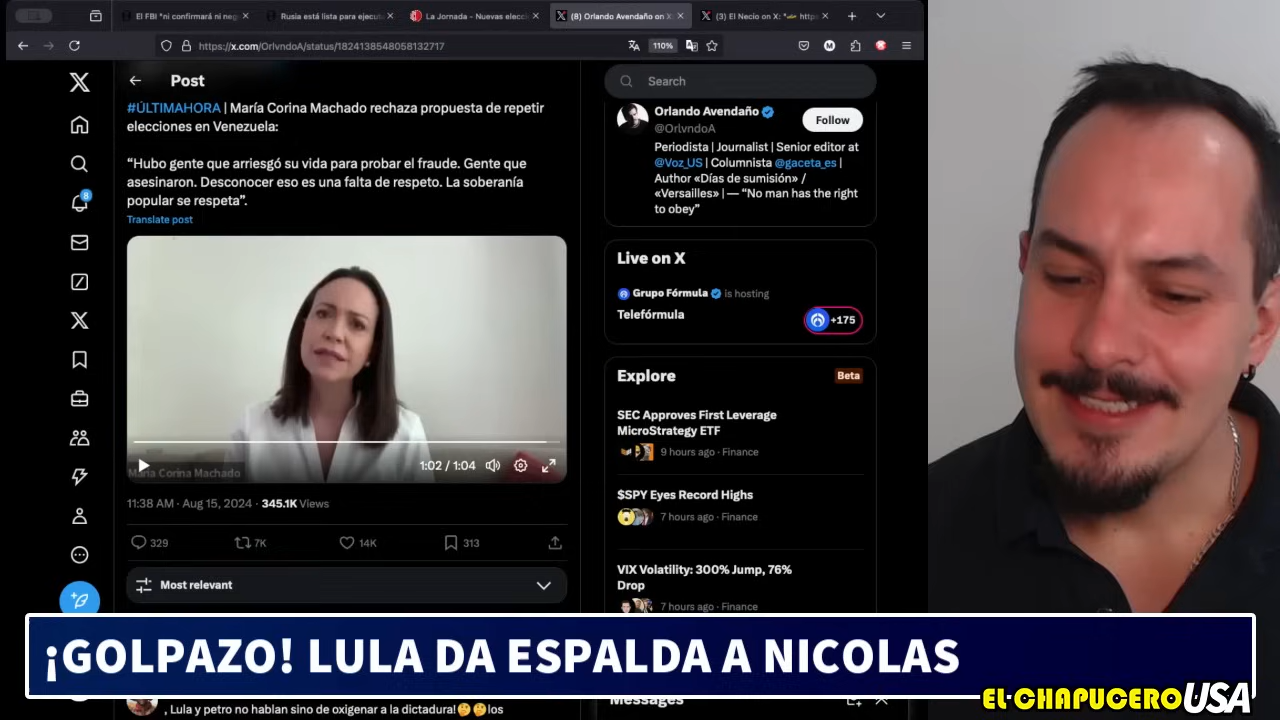 El FBI "ni confirmará ni neg
Rusia está lista para ejecuta
La Jornada - Nuevas elecci
(8) Orlando Avendaño on X
(3) El Necio on X: "
https://x.com/OrlvndoA/status/1824138548058132717
110%
Post
#ÚLTIMAHORA | María Corina Machado rechaza propuesta de repetir
elecciones en Venezuela:
“Hubo gente que arriesgó su vida para probar el fraude. Gente que
asesinaron. Desconocer eso es una falta de respeto. La soberanía
popular se respeta”.
Translate post
María Corina Machado
1:02 / 1:04
11:38 AM · Aug 15, 2024 · 345.1K Views
329
7K
14K
313
Most relevant
, Lula y petro no hablan sino de oxigenar a la dictadura!🤔🤔los
8
Search
Orlando Avendaño
@OrlvndoA
Follow
Periodista | Journalist | Senior editor at
@Voz_US | Columnista @gaceta_es |
Author «Días de sumisión» /
«Versailles» | — “No man has the right
to obey”
Live on X
Grupo Fórmula is hosting
Telefórmula
+175
Explore
Beta
SEC Approves First Leverage
MicroStrategy ETF
9 hours ago · Finance
$SPY Eyes Record Highs
7 hours ago · Finance
VIX Volatility: 300% Jump, 76%
Drop
7 hours ago · Finance
Messages
¡GOLPAZO! LULA DA ESPALDA A NICOLAS
EL CHAPUCERO USA